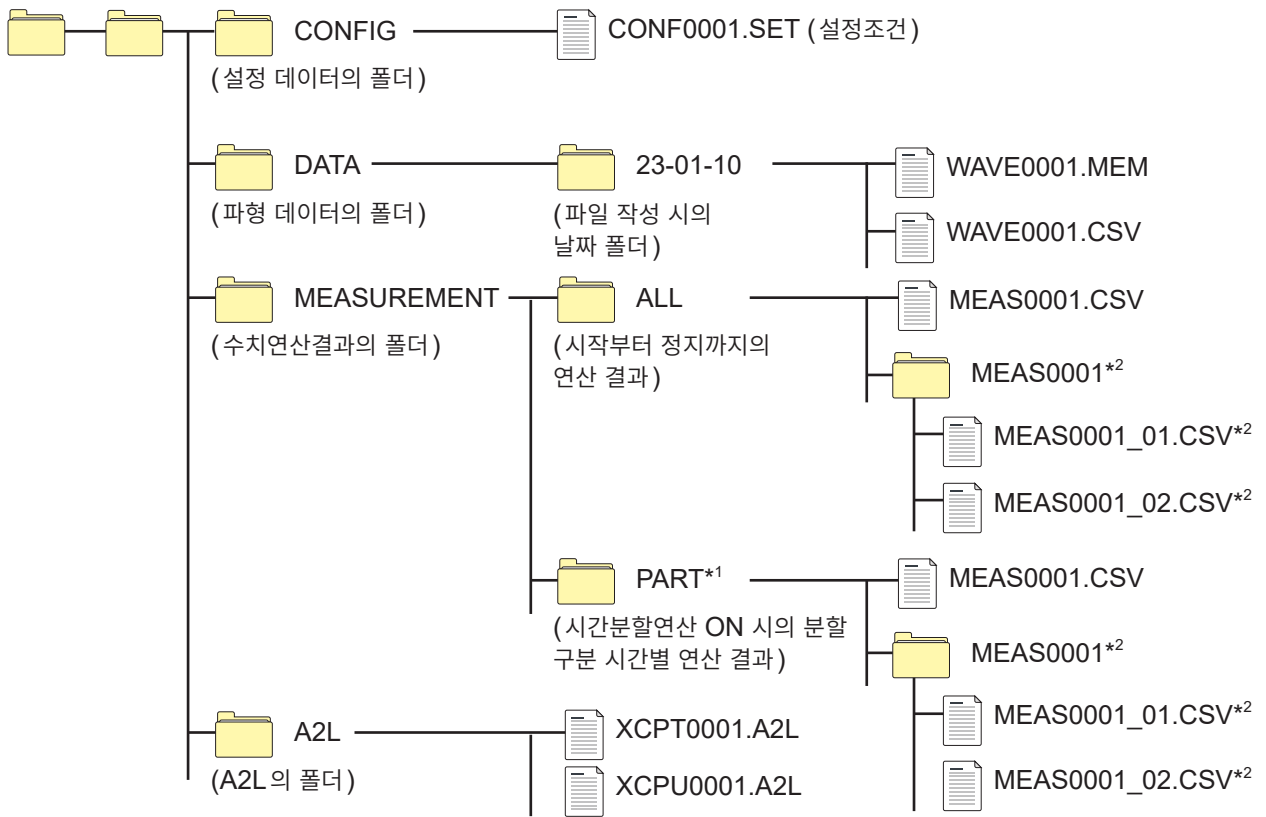 CONFIG
CONF0001.SET (설정조건)
(설정 데이터의 폴더)
DATA
23-01-10
WAVE0001.MEM
(파형 데이터의 폴더)
(파일 작성 시의
날짜 폴더)
WAVE0001.CSV
MEASUREMENT
ALL
MEAS0001.CSV
(수치연산결과의 폴더)
(시작부터 정지까지의
연산 결과)
MEAS0001*2
MEAS0001_01.CSV*2
MEAS0001_02.CSV*2
PART*1
MEAS0001.CSV
(시간분할연산 ON 시의 분할
구분 시간별 연산 결과)
MEAS0001*2
MEAS0001_01.CSV*2
MEAS0001_02.CSV*2
A2L
XCPT0001.A2L
(A2L의 폴더)
XCPU0001.A2L